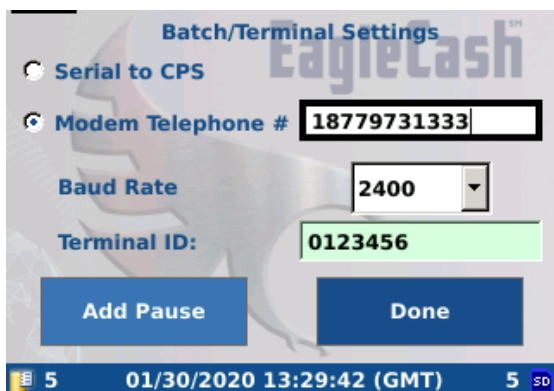 Batch/Terminal Settings
EagleCash SM
Serial to CPS
Modem Telephone # 18779731333
Baud Rate 2400
Terminal ID: 0123456
Add Pause Done
5 01/30/2020 13:29:42 (GMT) 5 SD